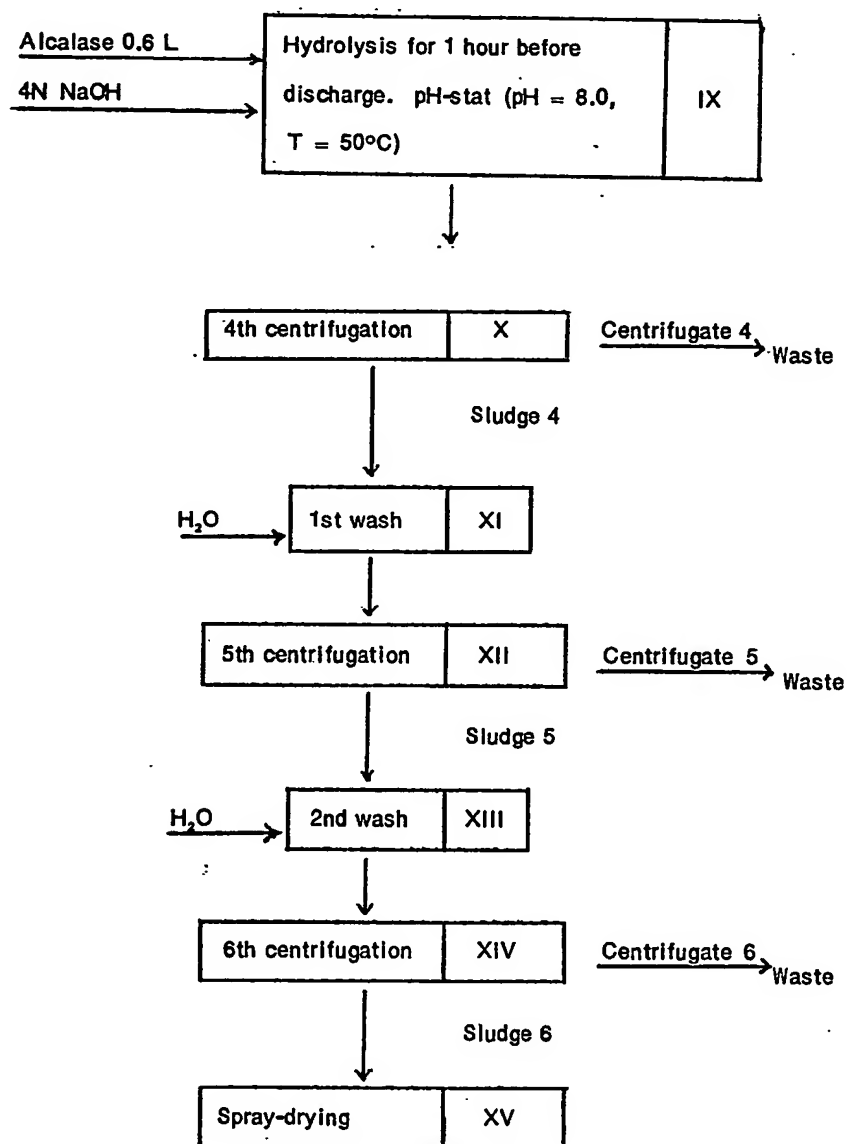 Alcalase 0.6 L
4N NaOH
Hydrolysis for 1 hour before
discharge. pH-stat (pH = 8.0,
T = 50°C)
IX
4th centrifugation
X
Centrifugate 4
Waste
Sludge 4
H₂O
1st wash
XI
5th centrifugation
XII
Centrifugate 5
Waste
Sludge 5
H₂O
2nd wash
XIII
6th centrifugation
XIV
Centrifugate 6
Waste
Sludge 6
Spray-drying
XV